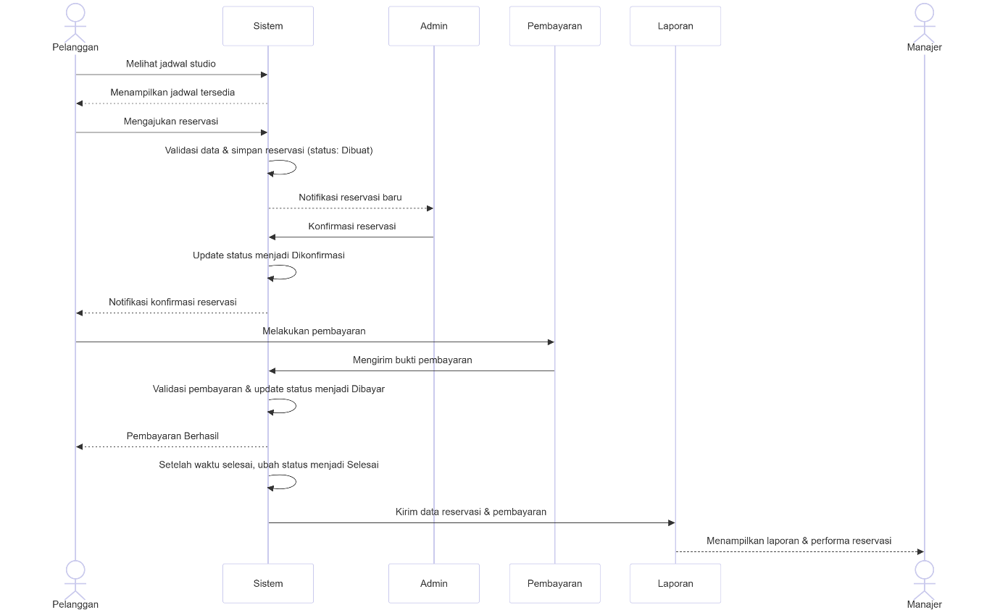 Pelanggan
Sistem
Admin
Pembayaran
Laporan
Manajer
Melihat jadwal studio
Menampilkan jadwal tersedia
Mengajukan reservasi
Validasi data & simpan reservasi (status: Dibuat)
Notifikasi reservasi baru
Konfirmasi reservasi
Update status menjadi Dikonfirmasi
Notifikasi konfirmasi reservasi
Melakukan pembayaran
Mengirim bukti pembayaran
Validasi pembayaran & update status menjadi Dibayar
Pembayaran Berhasil
Setelah waktu selesai, ubah status menjadi Selesai
Kirim data reservasi & pembayaran
Menampilkan laporan & performa reservasi
Pelanggan
Sistem
Admin
Pembayaran
Laporan
Manajer